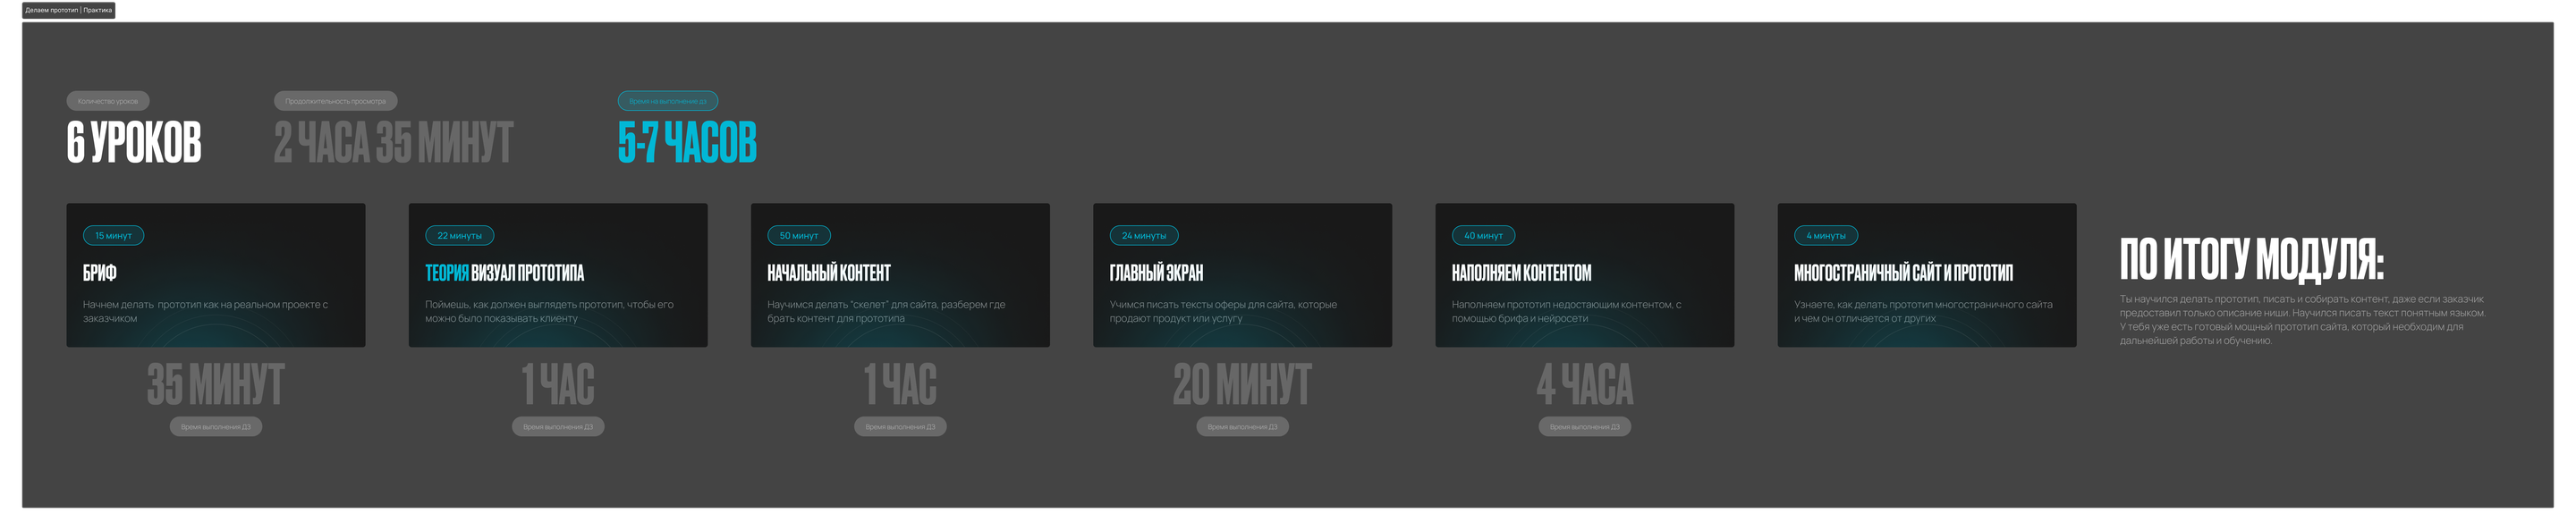 Делаем прототип | Практика
Количество уроков
6 УРОКОВ
Продолжительность просмотра
2 ЧАСА 35 МИНУТ
Время на выполнение дз
5-7 ЧАСОВ
15 минут
БРИФ
Начнем делать прототип как на реальном проекте с
заказчиком
35 МИНУТ
Время выполнения ДЗ
22 минуты
ТЕОРИЯ ВИЗУАЛ ПРОТОТИПА
Поймешь, как должен выглядеть прототип, чтобы его
можно было показывать клиенту
1 ЧАС
Время выполнения ДЗ
50 минут
НАЧАЛЬНЫЙ КОНТЕНТ
Научимся делать “скелет” для сайта, разберем где
брать контент для прототипа
1 ЧАС
Время выполнения ДЗ
24 минуты
ГЛАВНЫЙ ЭКРАН
Учимся писать тексты оферы для сайта, которые
продают продукт или услугу
20 МИНУТ
Время выполнения ДЗ
40 минут
НАПОЛНЯЕМ КОНТЕНТОМ
Наполняем прототип недостающим контентом, с
помощью брифа и нейросети
4 ЧАСА
Время выполнения ДЗ
4 минуты
МНОГОСТРАНИЧНЫЙ САЙТ И ПРОТОТИП
Узнаете, как делать прототип многостраничного сайта
и чем он отличается от других
ПО ИТОГУ МОДУЛЯ:
Ты научился делать прототип, писать и собирать контент, даже если заказчик
предоставил только описание ниши. Научился писать текст понятным языком.
У тебя уже есть готовый мощный прототип сайта, который необходим для
дальнейшей работы и обучению.